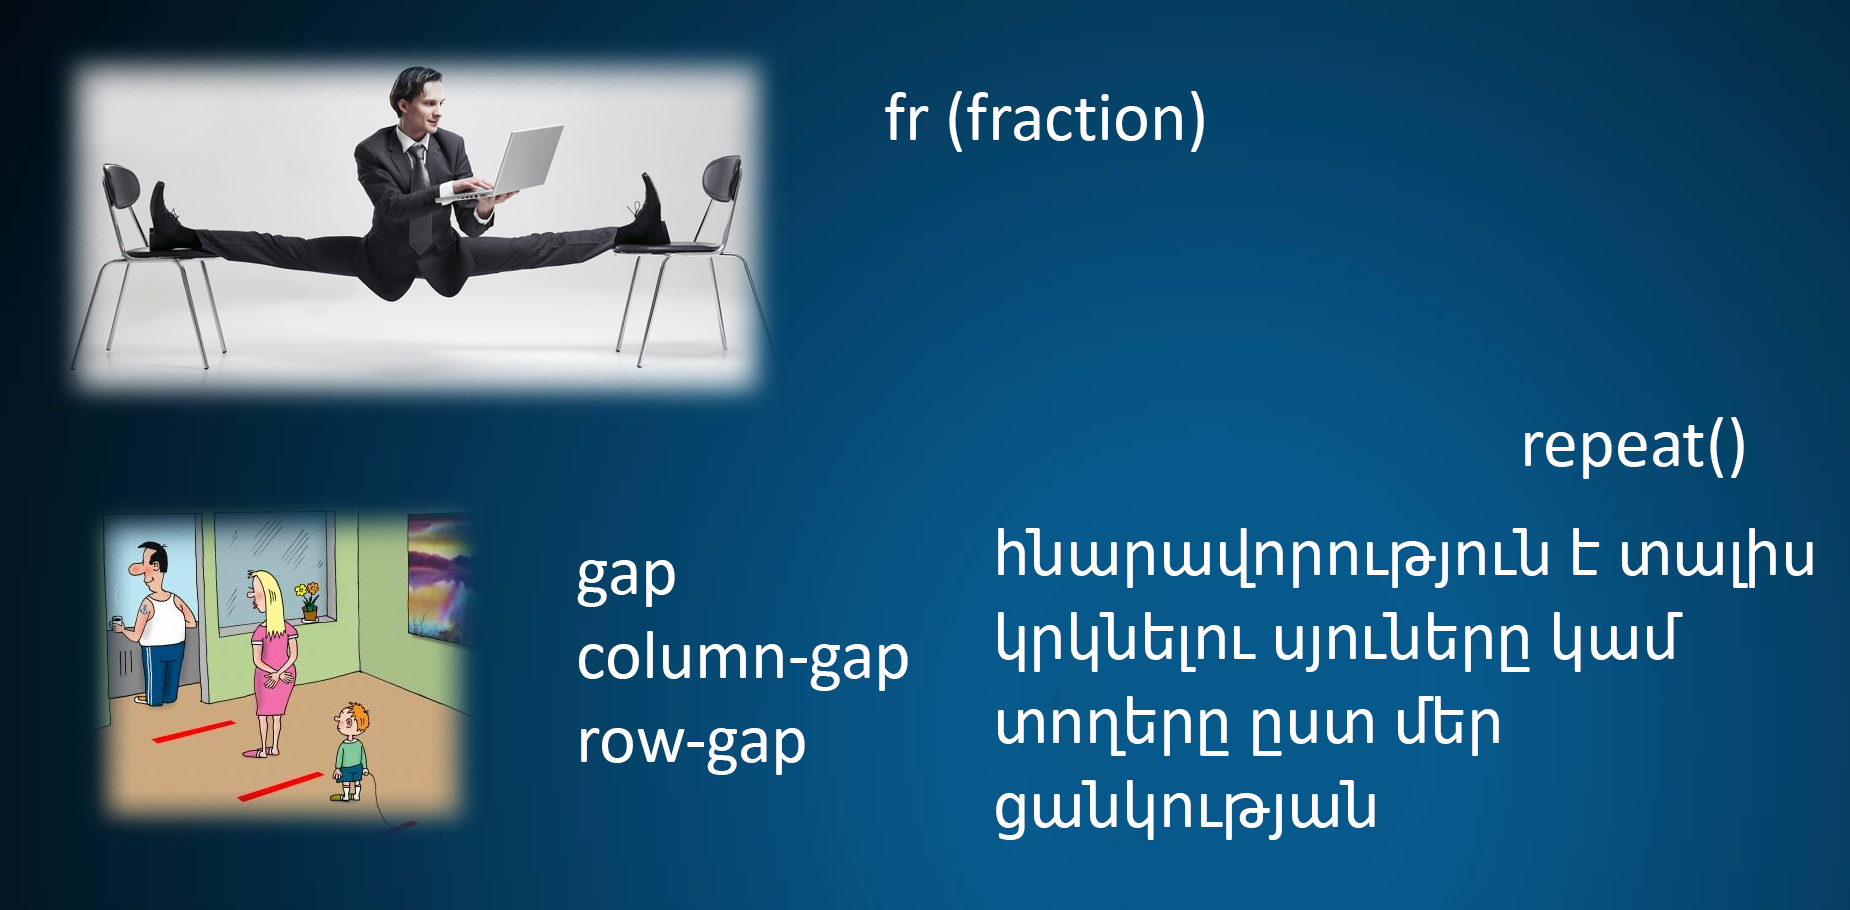 fr (fraction)
repeat()
gap
column-gap
row-gap
հնարավորություն է տալիս
կրկնելու սյուները կամ
տողերը ըստ մեր
ցանկության